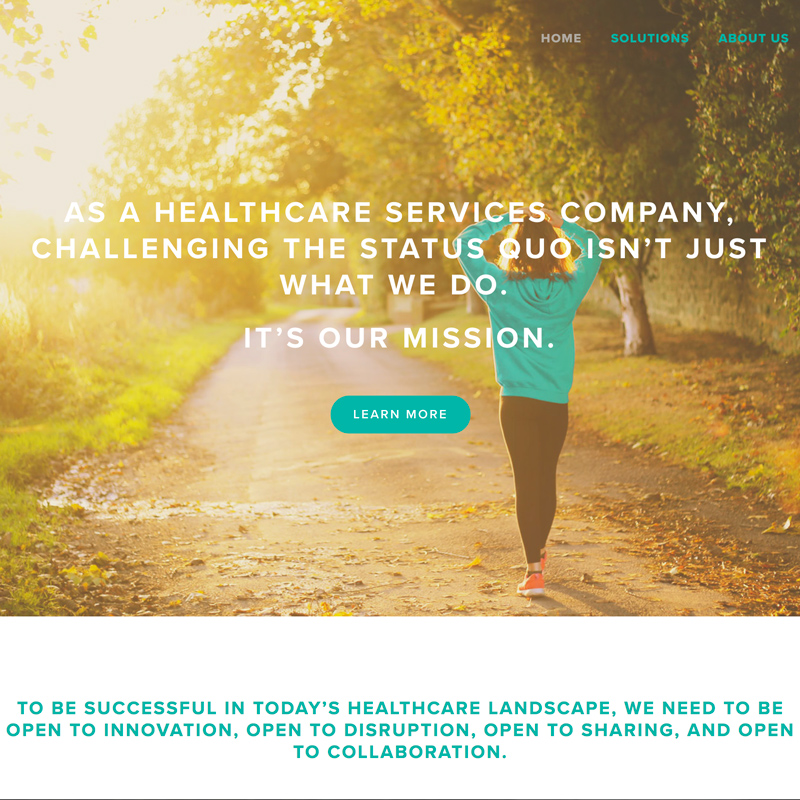 HOME SOLUTIONS ABOUT US
AS A HEALTHCARE SERVICES COMPANY,
CHALLENGING THE STATUS QUO ISN’T JUST
WHAT WE DO.
IT’S OUR MISSION.
LEARN MORE
TO BE SUCCESSFUL IN TODAY’S HEALTHCARE LANDSCAPE, WE NEED TO BE
OPEN TO INNOVATION, OPEN TO DISRUPTION, OPEN TO SHARING, AND OPEN
TO COLLABORATION.